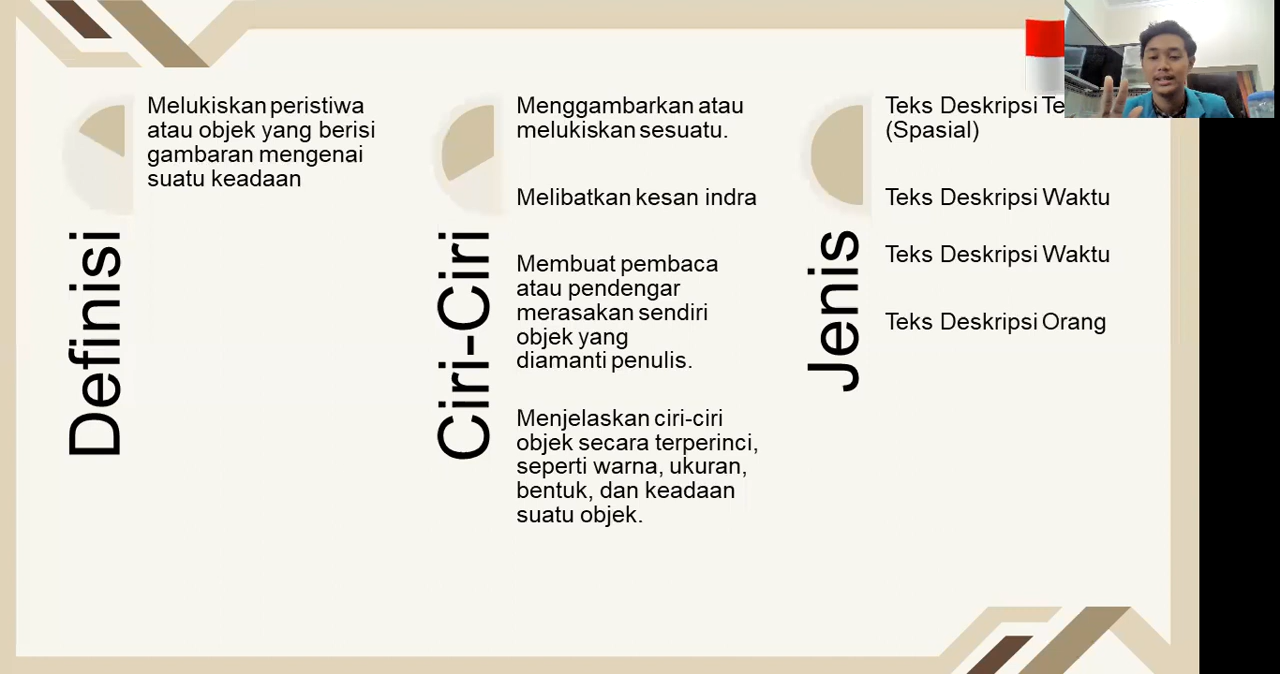 Definisi
Melukiskan peristiwa
atau objek yang berisi
gambaran mengenai
suatu keadaan
Ciri-Ciri
Menggambarkan atau
melukiskan sesuatu.
Melibatkan kesan indra
Membuat pembaca
atau pendengar
merasakan sendiri
objek yang
diamanti penulis.
Menjelaskan ciri-ciri
objek secara terperinci,
seperti warna, ukuran,
bentuk, dan keadaan
suatu objek.
Jenis
Teks Deskripsi
(Spasial)
Teks Deskripsi Waktu
Teks Deskripsi Waktu
Teks Deskripsi Orang